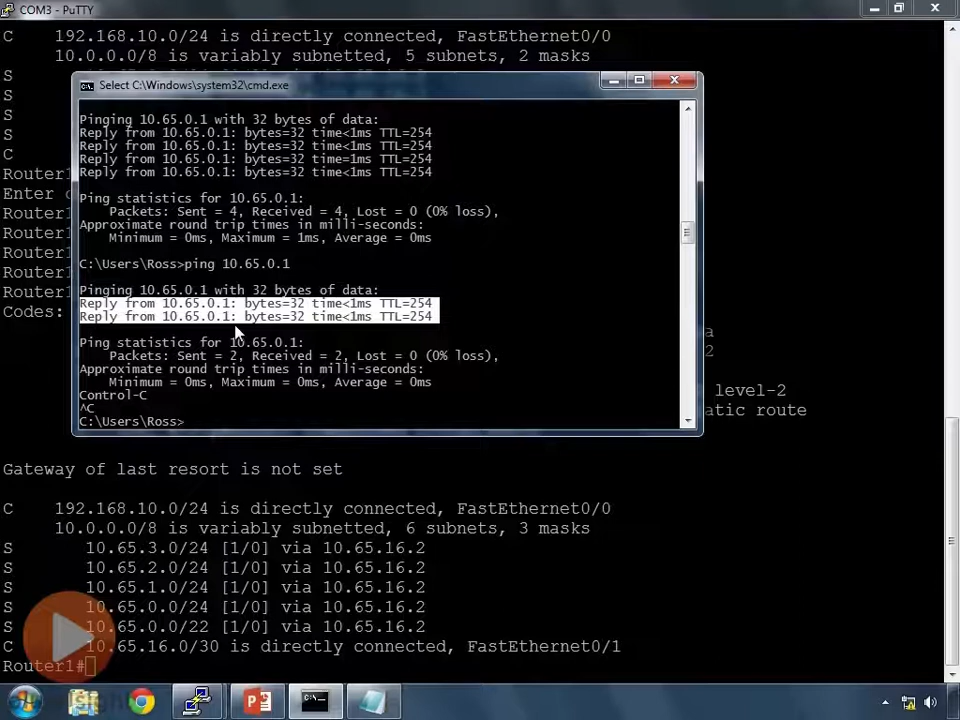 COM3 - PuTTY
C    192.168.10.0/24 is directly connected, FastEthernet0/0
     10.0.0.0/8 is variably subnetted, 5 subnets, 2 masks
S
Select C:\Windows\system32\cmd.exe
S
S
S
C
Router1
Enter
Router1
Router1
Router1
Router1
Codes:
Pinging 10.65.0.1 with 32 bytes of data:
Reply from 10.65.0.1: bytes=32 time<1ms TTL=254
Reply from 10.65.0.1: bytes=32 time<1ms TTL=254
Reply from 10.65.0.1: bytes=32 time=1ms TTL=254
Reply from 10.65.0.1: bytes=32 time<1ms TTL=254
Ping statistics for 10.65.0.1:
    Packets: Sent = 4, Received = 4, Lost = 0 (0% loss),
Approximate round trip times in milli-seconds:
    Minimum = 0ms, Maximum = 1ms, Average = 0ms
C:\Users\Ross>ping 10.65.0.1
Pinging 10.65.0.1 with 32 bytes of data:
Reply from 10.65.0.1: bytes=32 time<1ms TTL=254
Reply from 10.65.0.1: bytes=32 time<1ms TTL=254
Ping statistics for 10.65.0.1:
    Packets: Sent = 2, Received = 2, Lost = 0 (0% loss),
Approximate round trip times in milli-seconds:
    Minimum = 0ms, Maximum = 0ms, Average = 0ms
Control-C
^C
C:\Users\Ross>
a
2
level-2
atic route
Gateway of last resort is not set
C    192.168.10.0/24 is directly connected, FastEthernet0/0
     10.0.0.0/8 is variably subnetted, 6 subnets, 3 masks
S       10.65.3.0/24 [1/0] via 10.65.16.2
S       10.65.2.0/24 [1/0] via 10.65.16.2
S       10.65.1.0/24 [1/0] via 10.65.16.2
S       10.65.0.0/24 [1/0] via 10.65.16.2
S       10.65.0.0/22 [1/0] via 10.65.16.2
C       10.65.16.0/30 is directly connected, FastEthernet0/1
Router1#